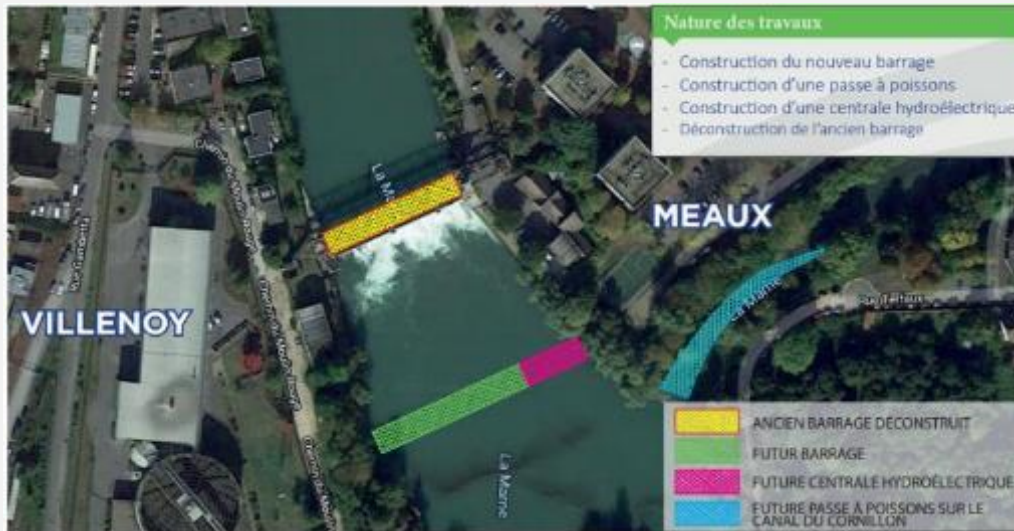 Nature des travaux
- Construction du nouveau barrage
- Construction d'une passe à poissons
- Construction d'une centrale hydroélectrique
- Déconstruction de l'ancien barrage
La
MEAUX
Rue Gambetta
La Marne
VILLENOY
ANCIEN BARRAGE DÉCONSTRUIT
FUTUR BARRAGE
La Marne
FUTURE CENTRALE HYDROÉLECTRIQUE
FUTURE PASSE À POISSONS SUR LE
CANAL DU CORNILLON